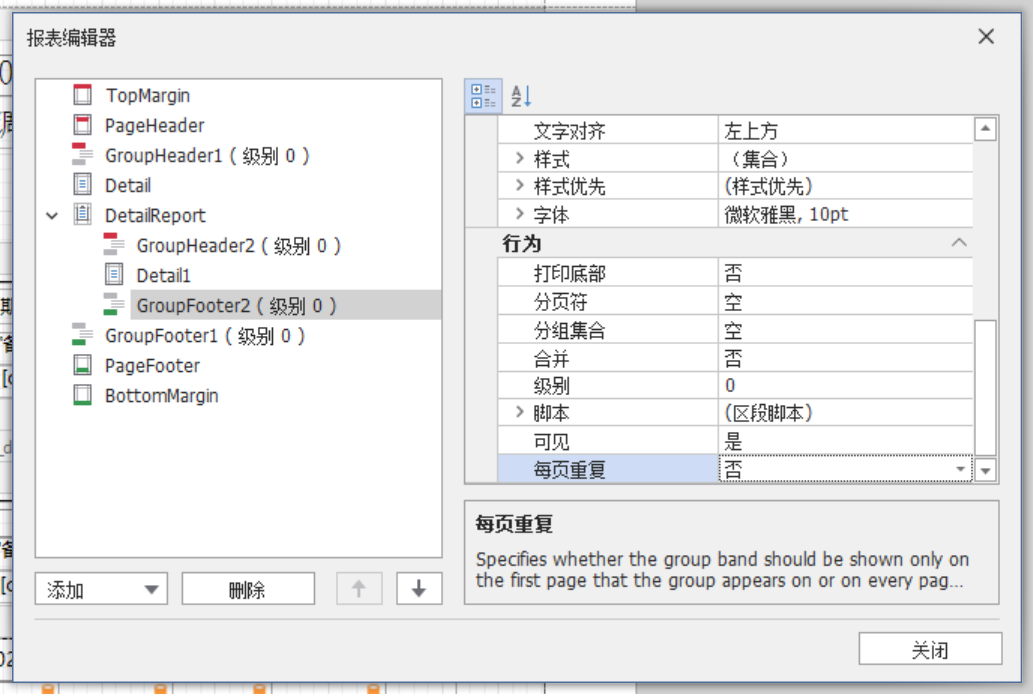 报表编辑器
TopMargin
PageHeader
GroupHeader1 ( 级别 0 )
Detail
DetailReport
GroupHeader2 ( 级别 0 )
Detail1
GroupFooter2 ( 级别 0 )
GroupFooter1 ( 级别 0 )
PageFooter
BottomMargin
添加
删除
文字对齐 左上方
样式 （集合）
样式优先 (样式优先)
字体 微软雅黑, 10pt
行为
打印底部 否
分页符 空
分组集合 空
合并 否
级别 0
脚本 (区段脚本)
可见 是
每页重复 否
每页重复
Specifies whether the group band should be shown only on
the first page that the group appears on or on every pag...
关闭